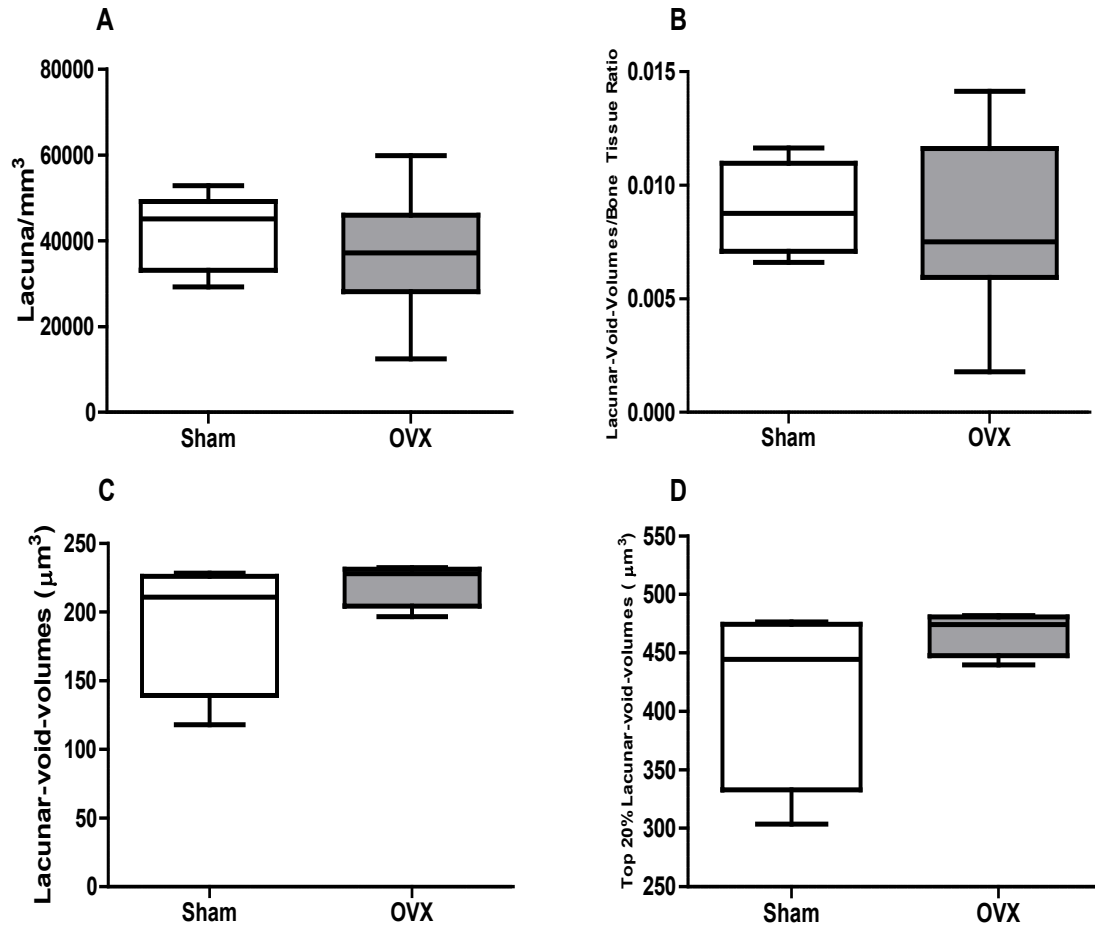 A
Lacuna/mm³
80000
60000
40000
20000
0
Sham OVX
B
Lacunar-Void-Volumes/Bone Tissue Ratio
0.015
0.010
0.005
0.000
Sham OVX
C
Lacunar-void-volumes (μm³)
250
200
150
100
50
0
Sham OVX
D
Top 20% Lacunar-void-volumes ( μm³)
550
500
450
400
350
300
250
Sham OVX